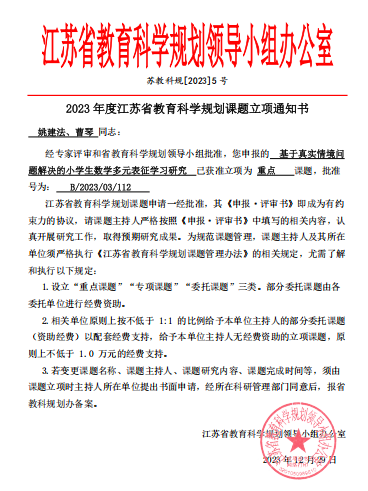 江苏省教育科学规划领导小组办公室
苏教科规[2023]5号
2023年度江苏省教育科学规划课题立项通知书
姚建法、曹琴 同志：
经专家评审和省教育科学规划领导小组批准，您申报的 基于真实情境问
题解决的小学生数学多元表征学习研究 已获准立项为 重点 课题，批准
号为： B/2023/03/112
江苏省教育科学规划课题申请一经批准，其《申报·评审书》即成为有约
束力的协议，请课题主持人严格按照《申报·评审书》中填写的相关内容，认
真开展研究工作，取得预期研究成果。为规范课题管理，课题主持人及其所在
单位须严格执行《江苏省教育科学规划课题管理办法》的相关规定，尤需了解
和执行以下规定：
1.设立“重点课题”“专项课题”“委托课题”三类。部分委托课题由各
委托单位进行经费资助。
2.相关单位原则上按不低于 1:1 的比例给予本单位主持人的部分委托课题
（资助经费）以配套经费支持，给予本单位主持人无经费资助的立项课题，原
则上不低于 1.0 万元的经费支持。
3.若变更课题名称、课题主持人、课题研究内容、课题完成时间等，须由
课题立项时主持人所在单位提出书面申请，经所在科研管理部门同意后，报省
教科规划办备案。
江苏省教育科学规划领导小组办公室
2023 年 12 月 29 日